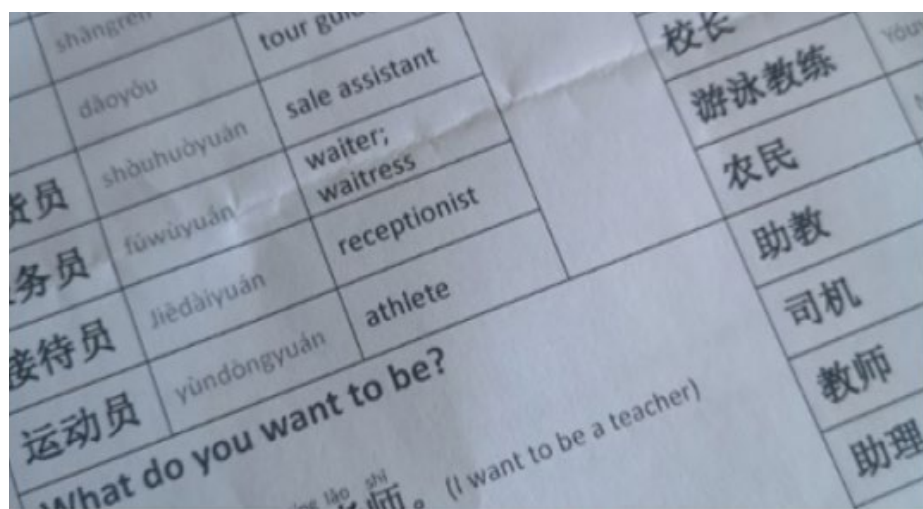 shāngrén
tour
dǎoyóu
sale assistant
货员 shòuhuòyuán waiter;
waitress
务员 fúwùyuán receptionist
接待员 Jiēdàiyuán athlete
运动员 yùndòngyuán
What do you want to be?
lǎo shī
师。 (I want to be a teacher)
校长
游泳教练
农民
助教
司机
教师
助理